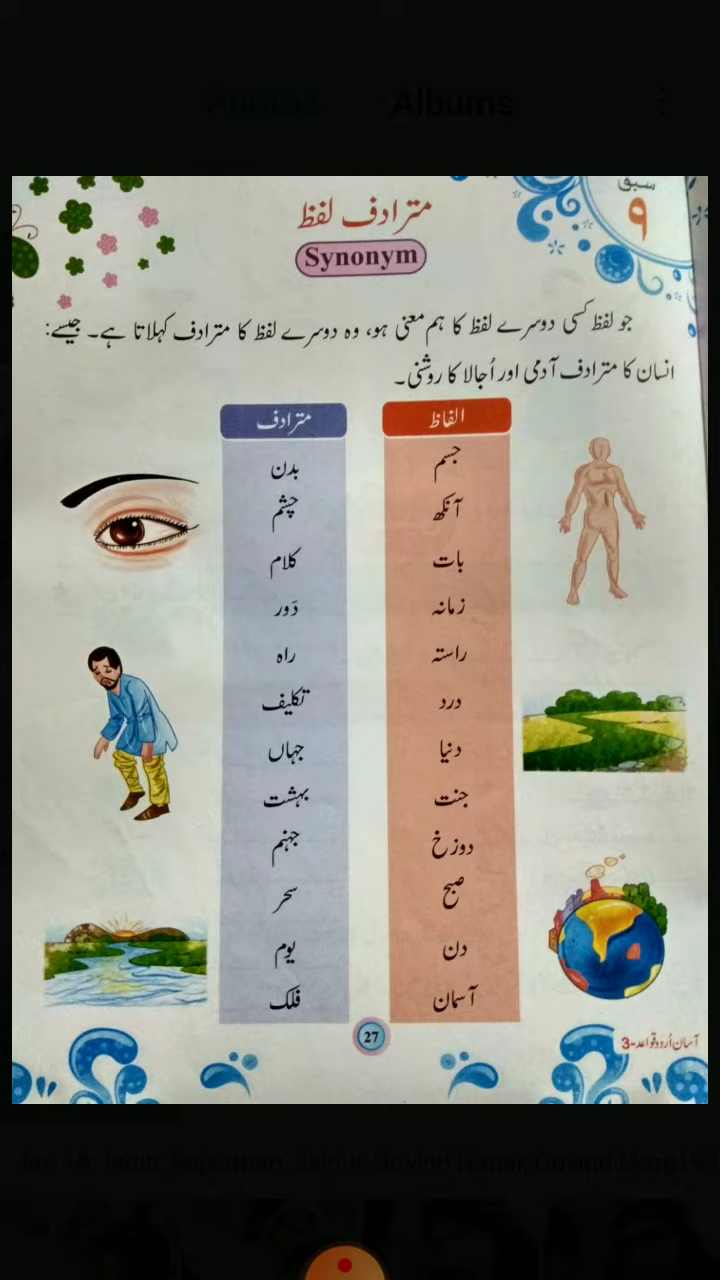 Albums
سبق
۹
مترادف لفظ
Synonym
جو لفظ کسی دوسرے لفظ کا ہم معنی ہو، وہ دوسرے لفظ کا مترادف کہلاتا ہے۔ جیسے:
انسان کا مترادف آدمی اور اُجالا کا روشنی۔
الفاظ مترادف
جسم بدن
آنکھ چشم
بات کلام
زمانہ دَور
راستہ راہ
درد تکلیف
دنیا جہاں
جنت بہشت
دوزخ جہنم
صبح سحر
دن یوم
آسمان فلک
27
آسان اُردو قواعد-3